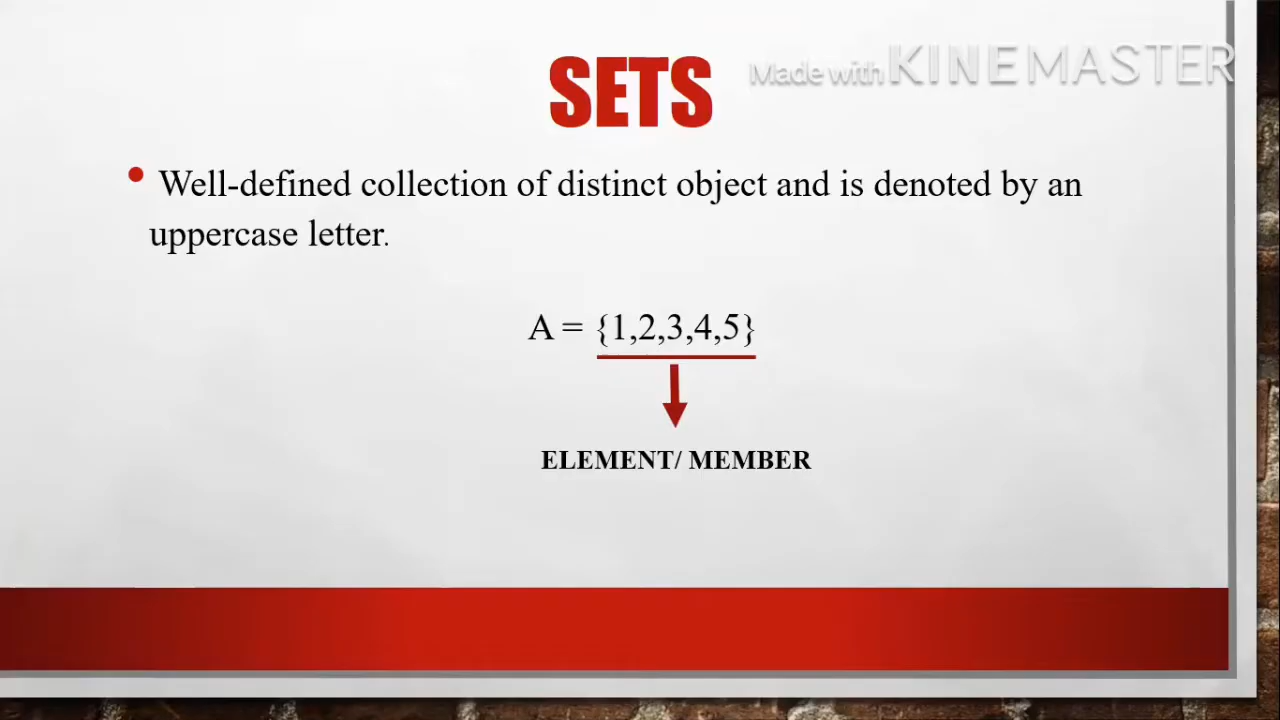 SETS
Made with KINEMASTER
• Well-defined collection of distinct object and is denoted by an
uppercase letter.
A = {1,2,3,4,5}
ELEMENT/ MEMBER